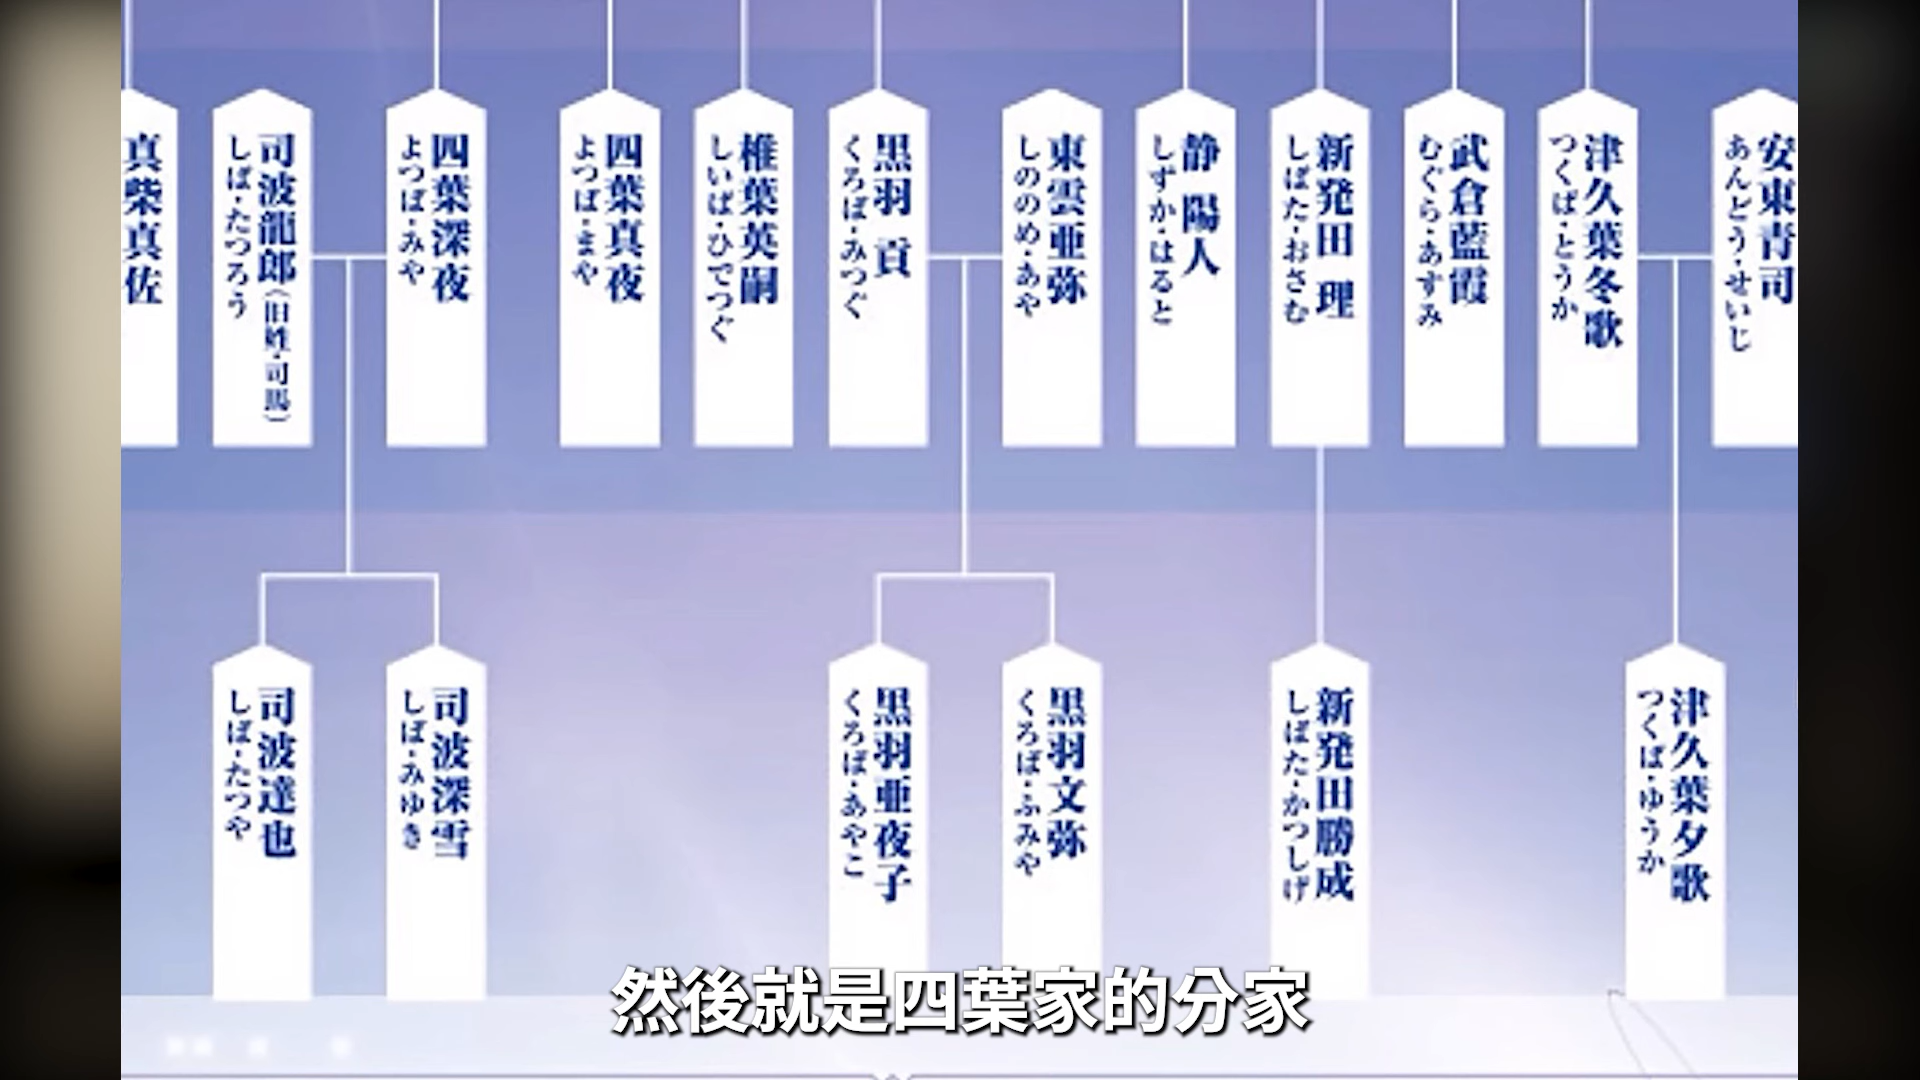 真柴真佐
司波龍郎（旧姓・司馬）
しば・たつろう
四葉深夜
よつば・みや
四葉真夜
よつば・まや
椎葉英嗣
しいば・ひでつぐ
黒羽 貢
くろば・みつぐ
東雲亜弥
しののめ・あや
静 陽人
しずか・はると
新発田 理
しばた・おさむ
武倉藍霞
むぐら・あすみ
津久葉冬歌
つくば・とうか
安東青司
あんどう・せいじ
司波達也
しば・たつや
司波深雪
しば・みゆき
黒羽亜夜子
くろば・あやこ
黒羽文弥
くろば・ふみや
新発田勝成
しばた・かつしげ
津久葉夕歌
つくば・ゆうか
然後就是四葉家的分家